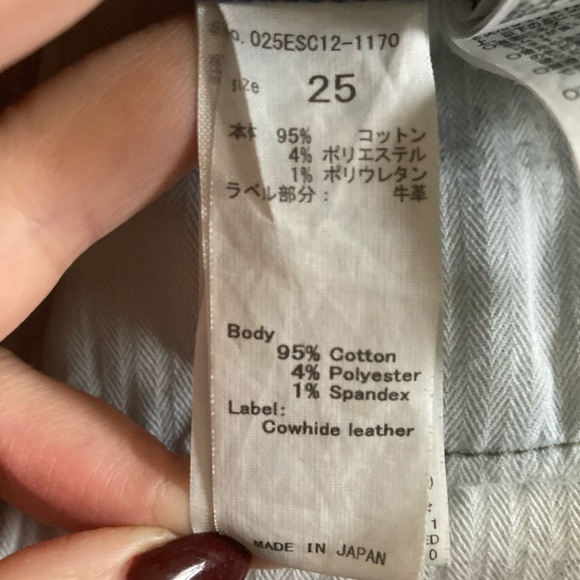 o. 025ESC12-1170
size 25
本体 95% コットン
4% ポリエステル
1% ポリウレタン
ラベル部分： 牛革
Body
95% Cotton
4% Polyester
1% Spandex
Label:
Cowhide leather
MADE IN JAPAN